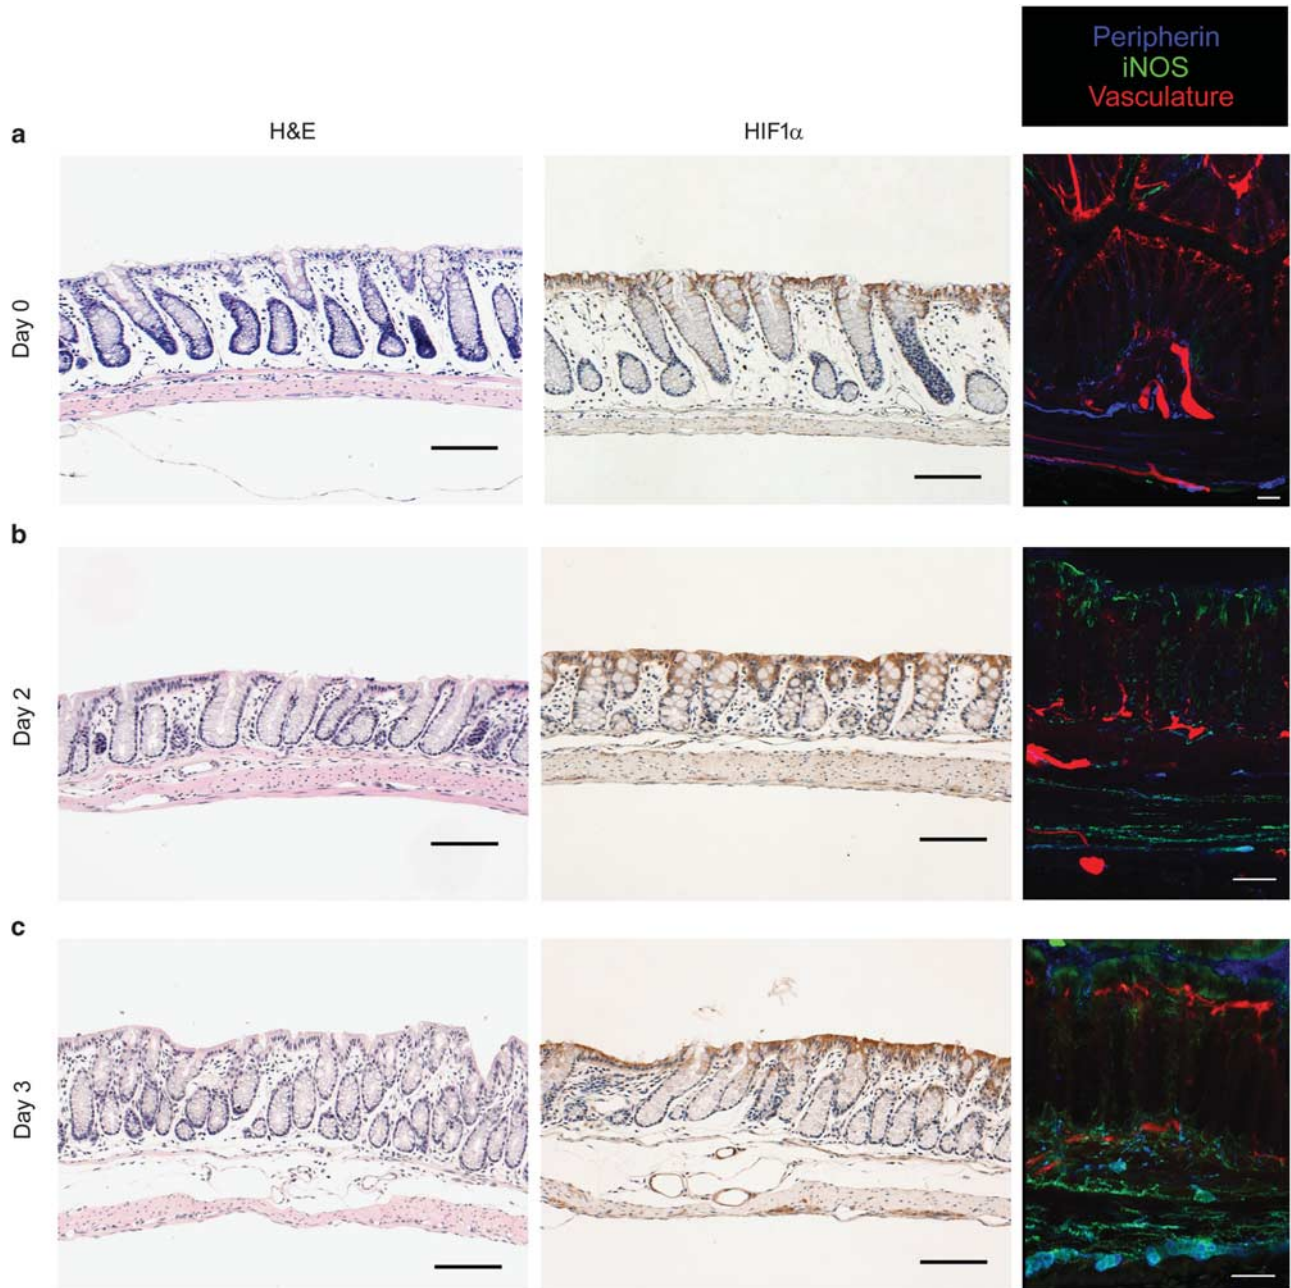 Peripherin
iNOS
Vasculature
a
H&E
HIF1α
Day 0
b
Day 2
c
Day 3